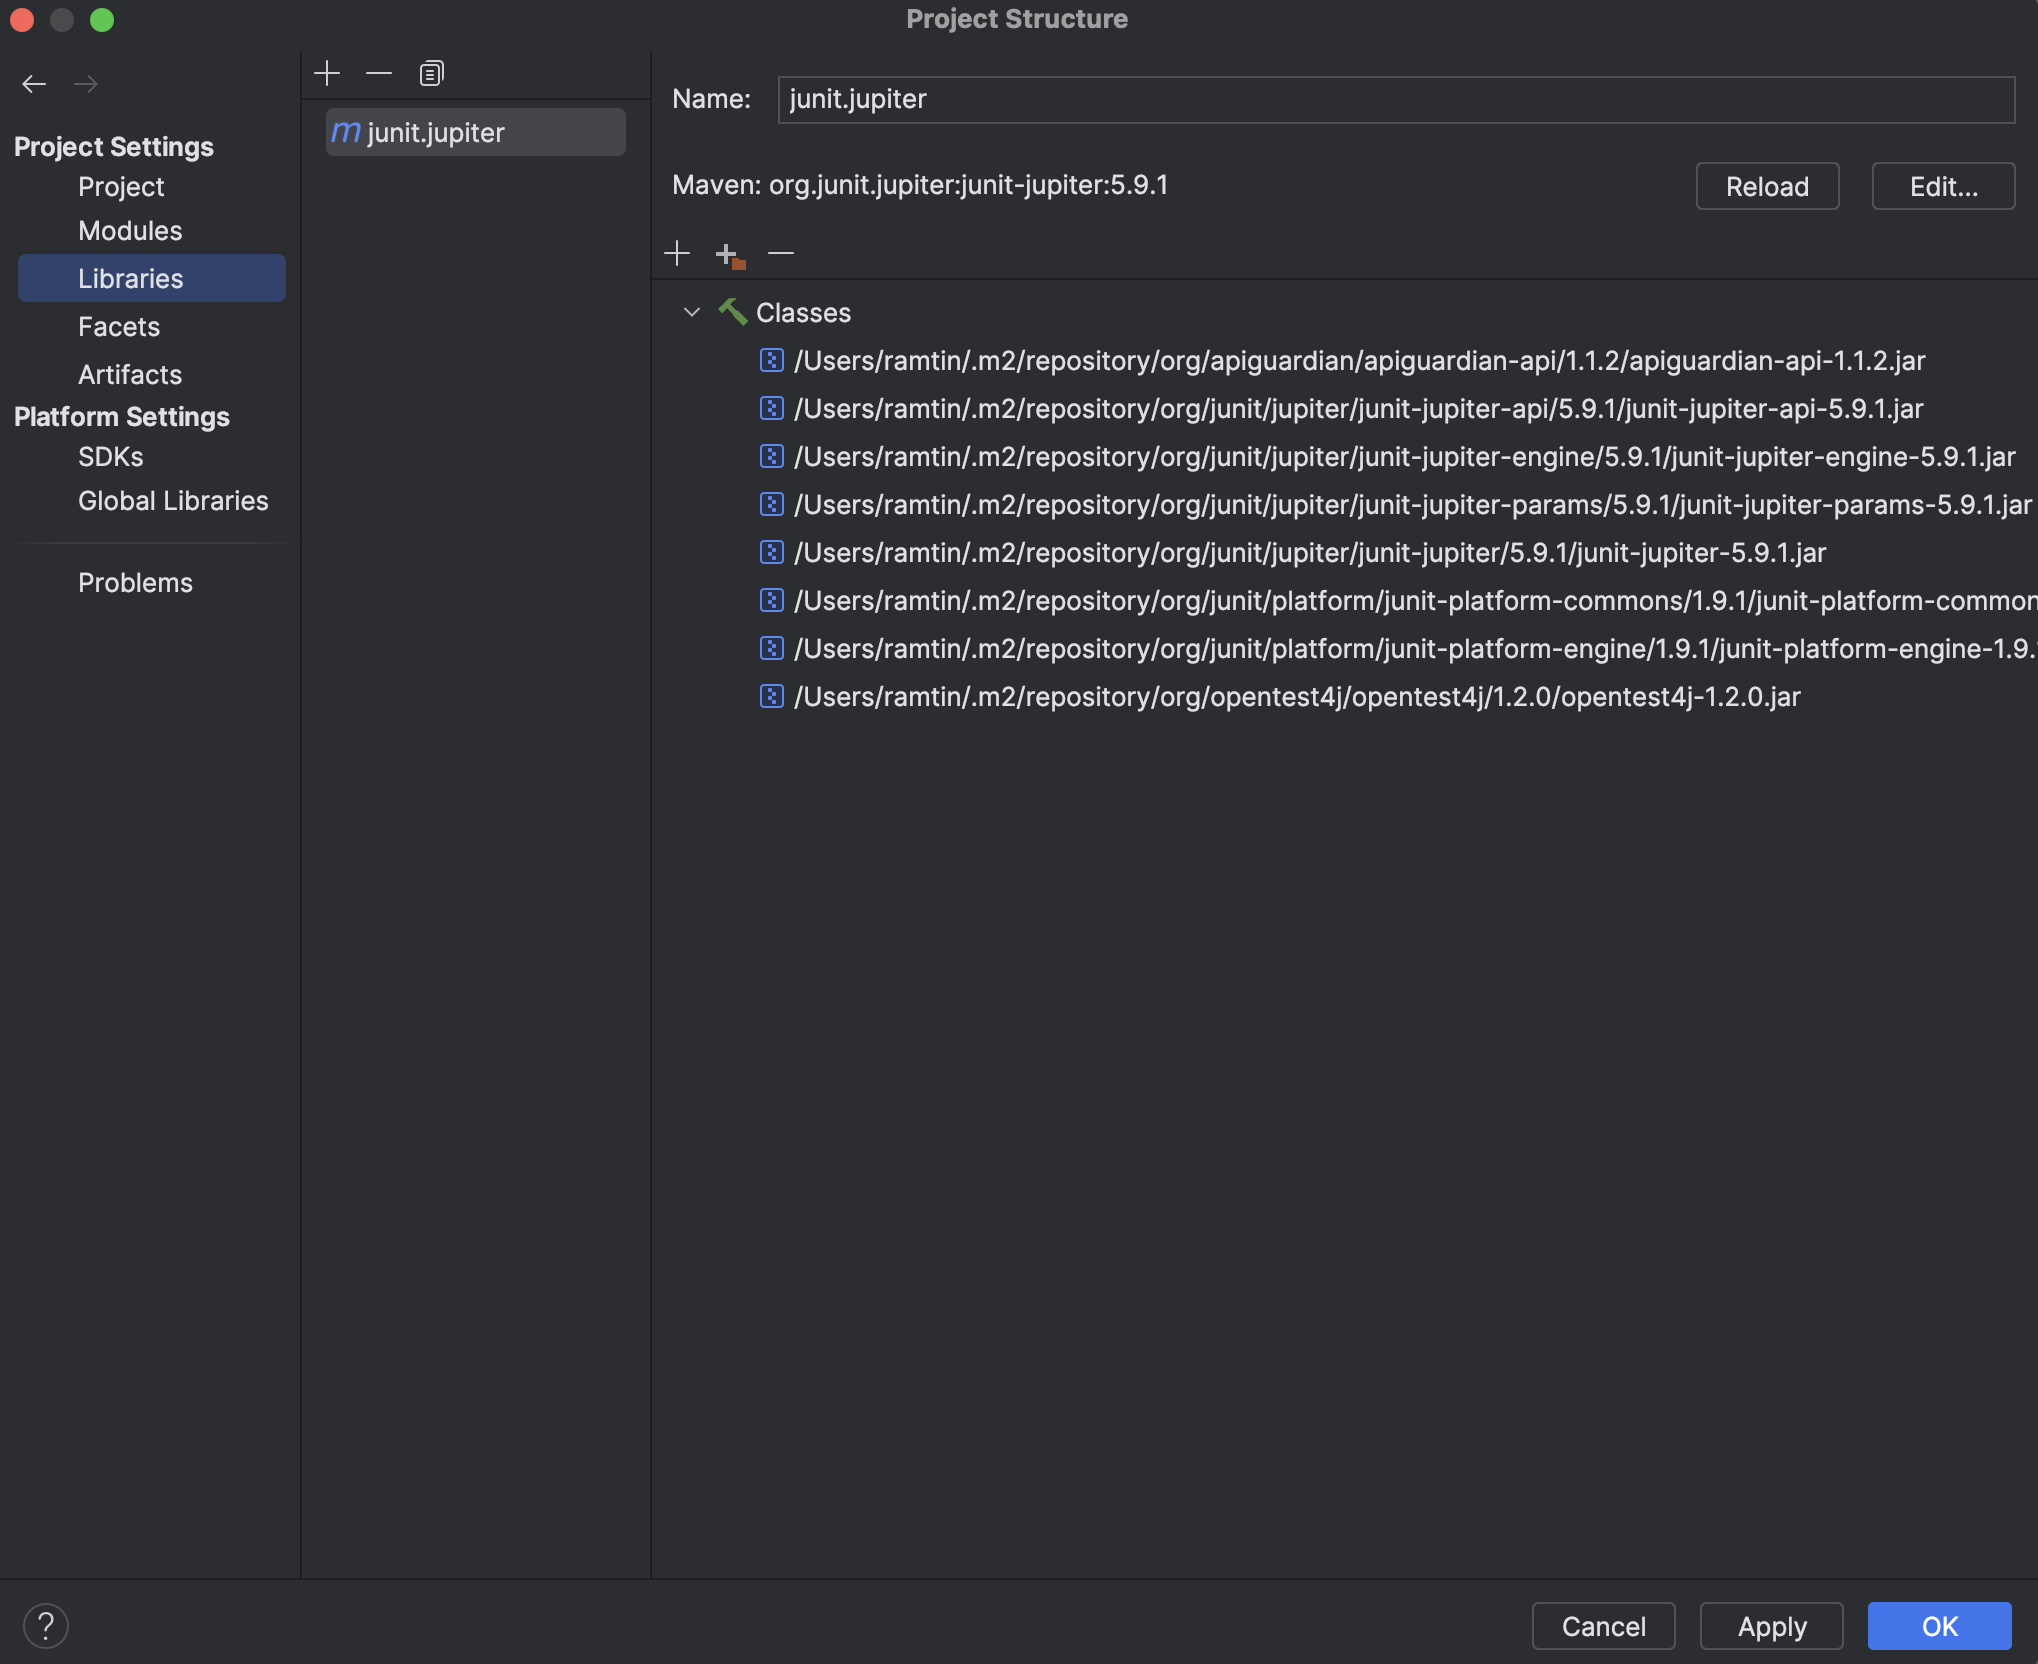 Project Structure
Project Settings
Project
Modules
Libraries
Facets
Artifacts
Platform Settings
SDKs
Global Libraries
Problems
m junit.jupiter
Name: junit.jupiter
Maven: org.junit.jupiter:junit-jupiter:5.9.1
Reload
Edit...
Classes
/Users/ramtin/.m2/repository/org/apiguardian/apiguardian-api/1.1.2/apiguardian-api-1.1.2.jar
/Users/ramtin/.m2/repository/org/junit/jupiter/junit-jupiter-api/5.9.1/junit-jupiter-api-5.9.1.jar
/Users/ramtin/.m2/repository/org/junit/jupiter/junit-jupiter-engine/5.9.1/junit-jupiter-engine-5.9.1.jar
/Users/ramtin/.m2/repository/org/junit/jupiter/junit-jupiter-params/5.9.1/junit-jupiter-params-5.9.1.jar
/Users/ramtin/.m2/repository/org/junit/jupiter/junit-jupiter/5.9.1/junit-jupiter-5.9.1.jar
/Users/ramtin/.m2/repository/org/junit/platform/junit-platform-commons/1.9.1/junit-platform-common
/Users/ramtin/.m2/repository/org/junit/platform/junit-platform-engine/1.9.1/junit-platform-engine-1.9.
/Users/ramtin/.m2/repository/org/opentest4j/opentest4j/1.2.0/opentest4j-1.2.0.jar
?
Cancel
Apply
OK